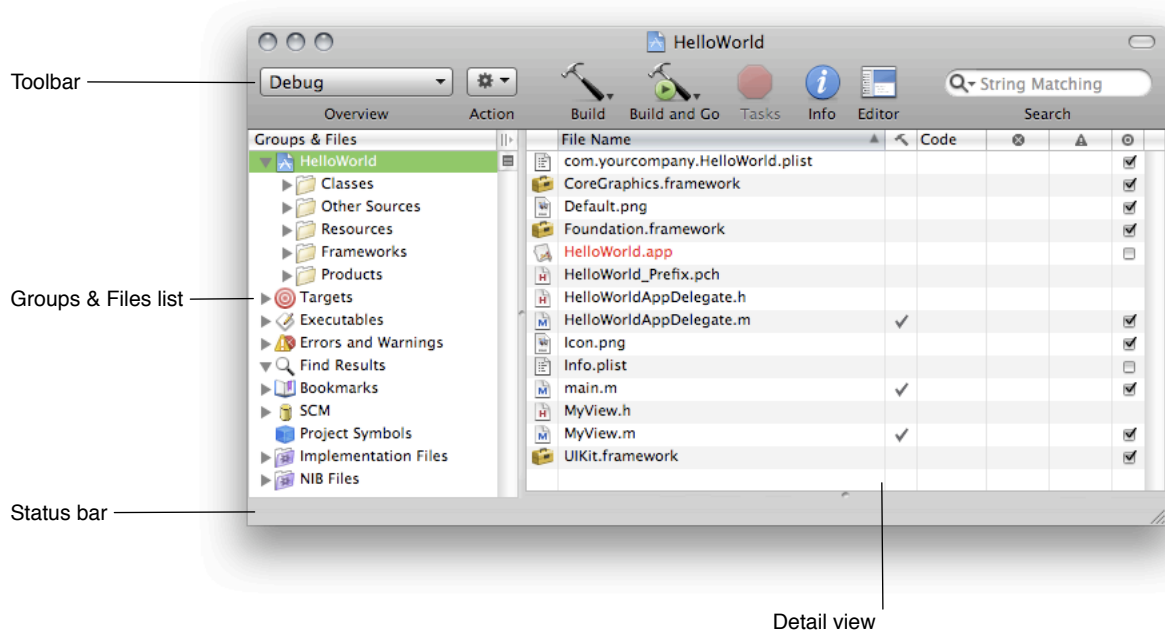 HelloWorld
Toolbar
Debug
String Matching
Overview
Action
Build
Build and Go
Tasks
Info
Editor
Search
Groups & Files
File Name
Code
HelloWorld
Classes
Other Sources
Resources
Frameworks
Products
Groups & Files list
Targets
Executables
Errors and Warnings
Find Results
Bookmarks
SCM
Project Symbols
Implementation Files
NIB Files
com.yourcompany.HelloWorld.plist
CoreGraphics.framework
Default.png
Foundation.framework
HelloWorld.app
HelloWorld_Prefix.pch
HelloWorldAppDelegate.h
HelloWorldAppDelegate.m
Icon.png
Info.plist
main.m
MyView.h
MyView.m
UIKit.framework
Status bar
Detail view